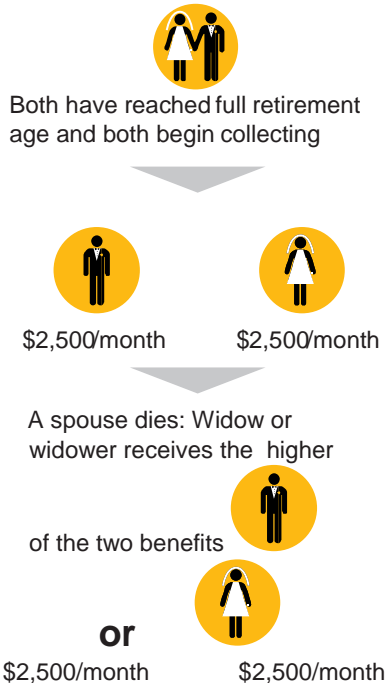 Both have reached full retirement
age and both begin collecting
$2,500/month $2,500/month
A spouse dies: Widow or
widower receives the higher
of the two benefits
or
$2,500/month $2,500/month